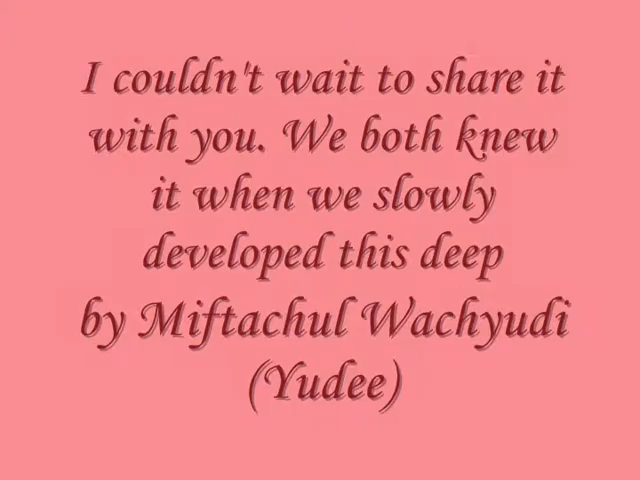 I couldn't wait to share it
with you. We both knew
it when we slowly
developed this deep
by Miftachul Wachyudi
(Yudee)